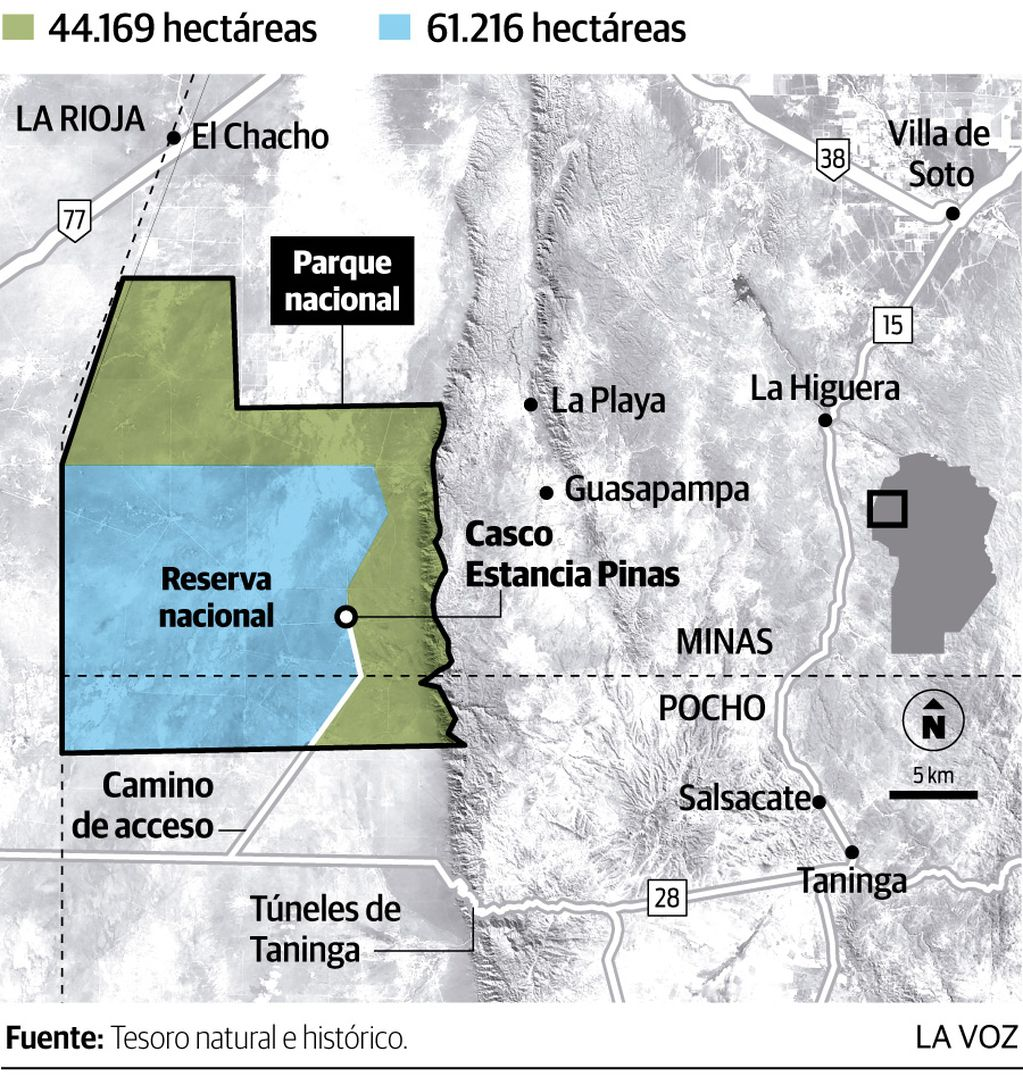 44.169 hectáreas
61.216 hectáreas
LA RIOJA
El Chacho
Villa de
Soto
38
77
Parque
nacional
15
La Higuera
La Playa
Guasapampa
Casco
Estancia Pinas
Reserva
nacional
MINAS
POCHO
N
5 km
Camino
de acceso
Salsacate
Taninga
28
Túneles de
Taninga
Fuente: Tesoro natural e histórico.
LA VOZ